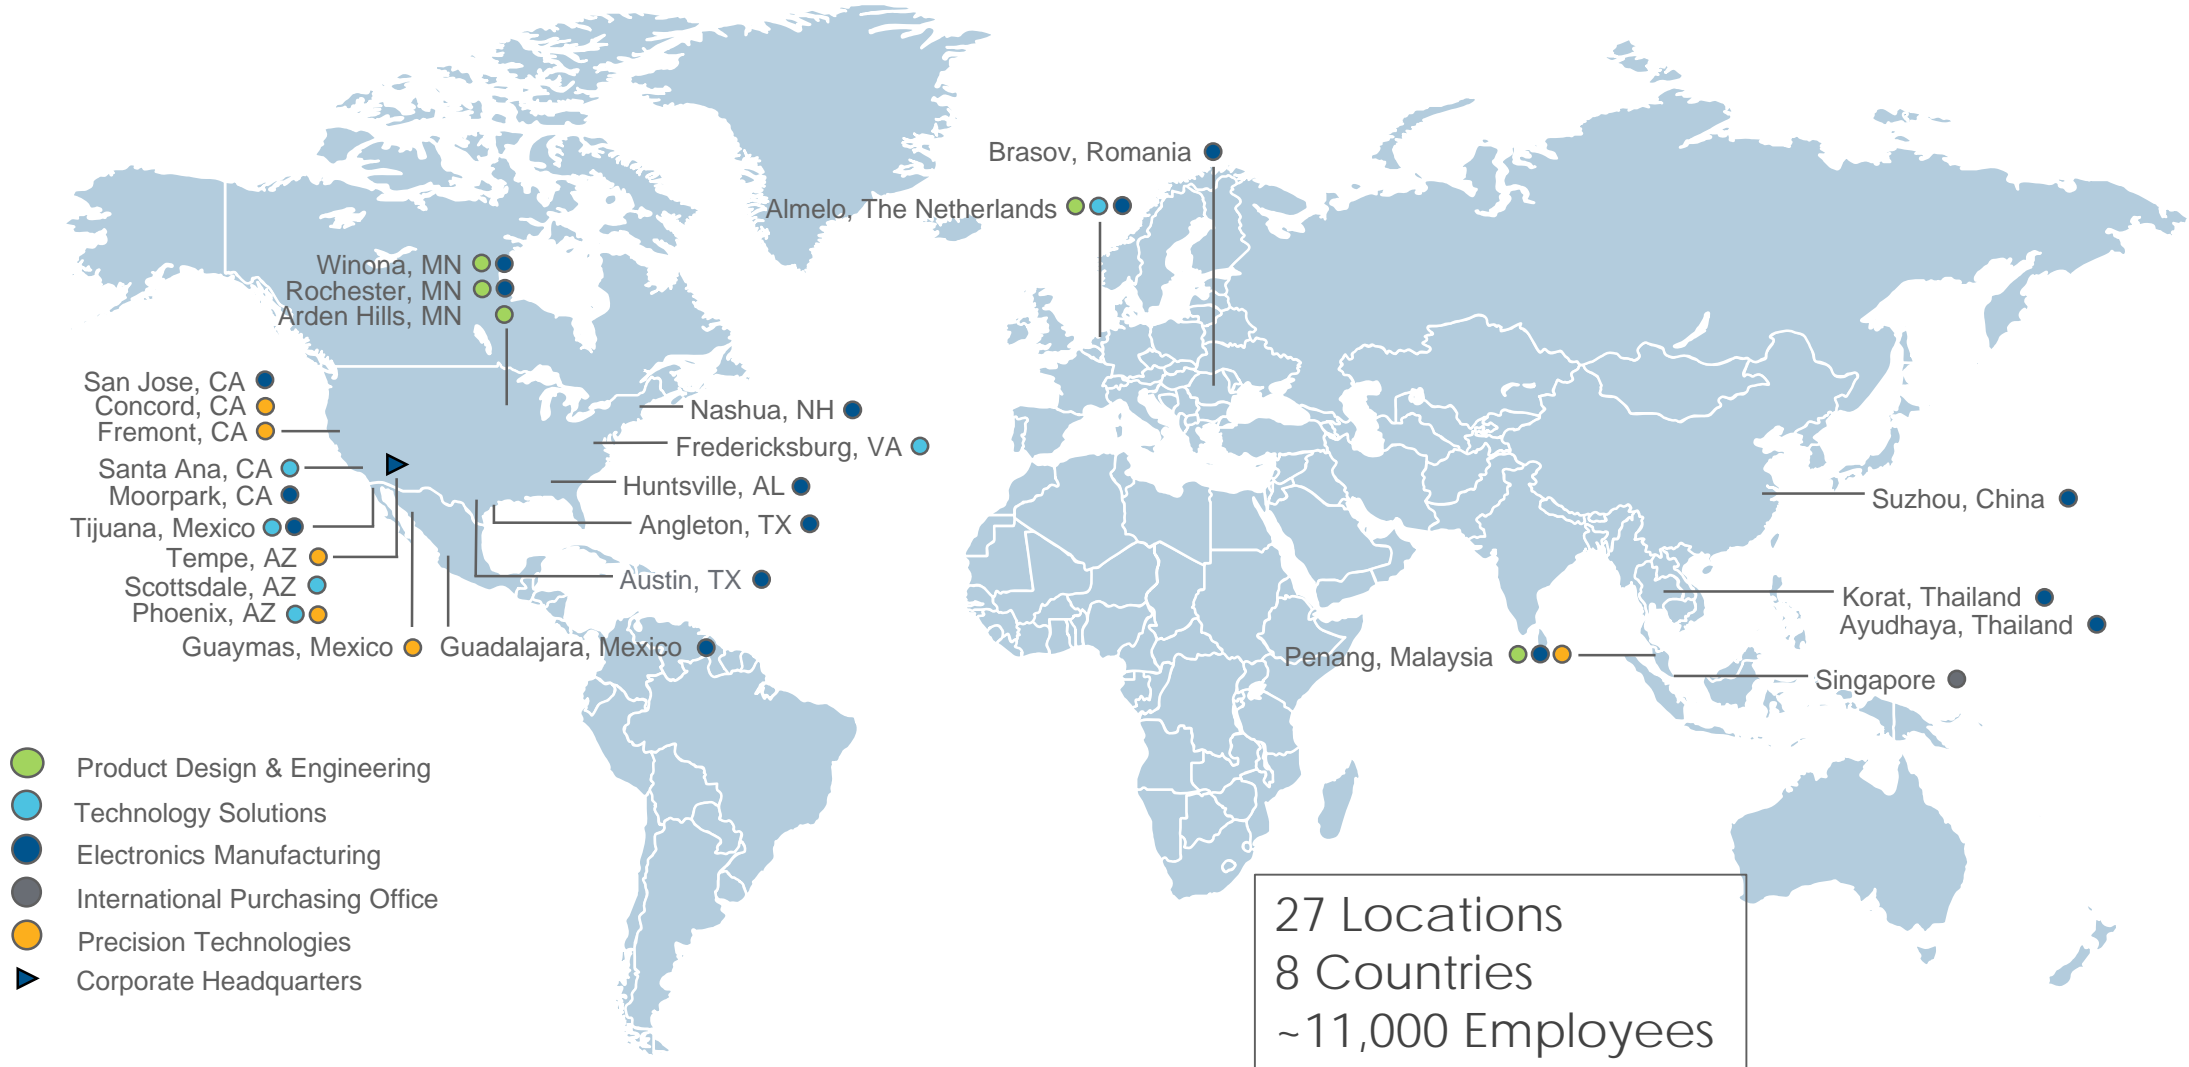 Brasov, Romania
Almelo, The Netherlands
Winona, MN
Rochester, MN
Arden Hills, MN
San Jose, CA
Concord, CA
Fremont, CA
Santa Ana, CA
Moorpark, CA
Tijuana, Mexico
Tempe, AZ
Scottsdale, AZ
Phoenix, AZ
Guaymas, Mexico
Guadalajara, Mexico
Nashua, NH
Fredericksburg, VA
Huntsville, AL
Angleton, TX
Austin, TX
Suzhou, China
Korat, Thailand
Ayudhaya, Thailand
Penang, Malaysia
Singapore
Product Design & Engineering
Technology Solutions
Electronics Manufacturing
International Purchasing Office
Precision Technologies
Corporate Headquarters
27 Locations
8 Countries
~11,000 Employees